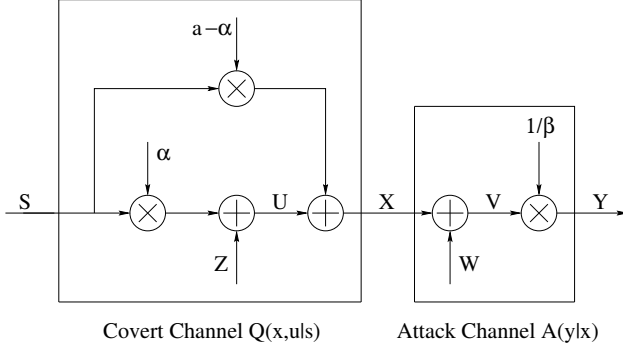 a−α
1/β
α
S
U
X
V
Y
Z
W
Covert Channel Q(x,u|s)
Attack Channel A(y|x)